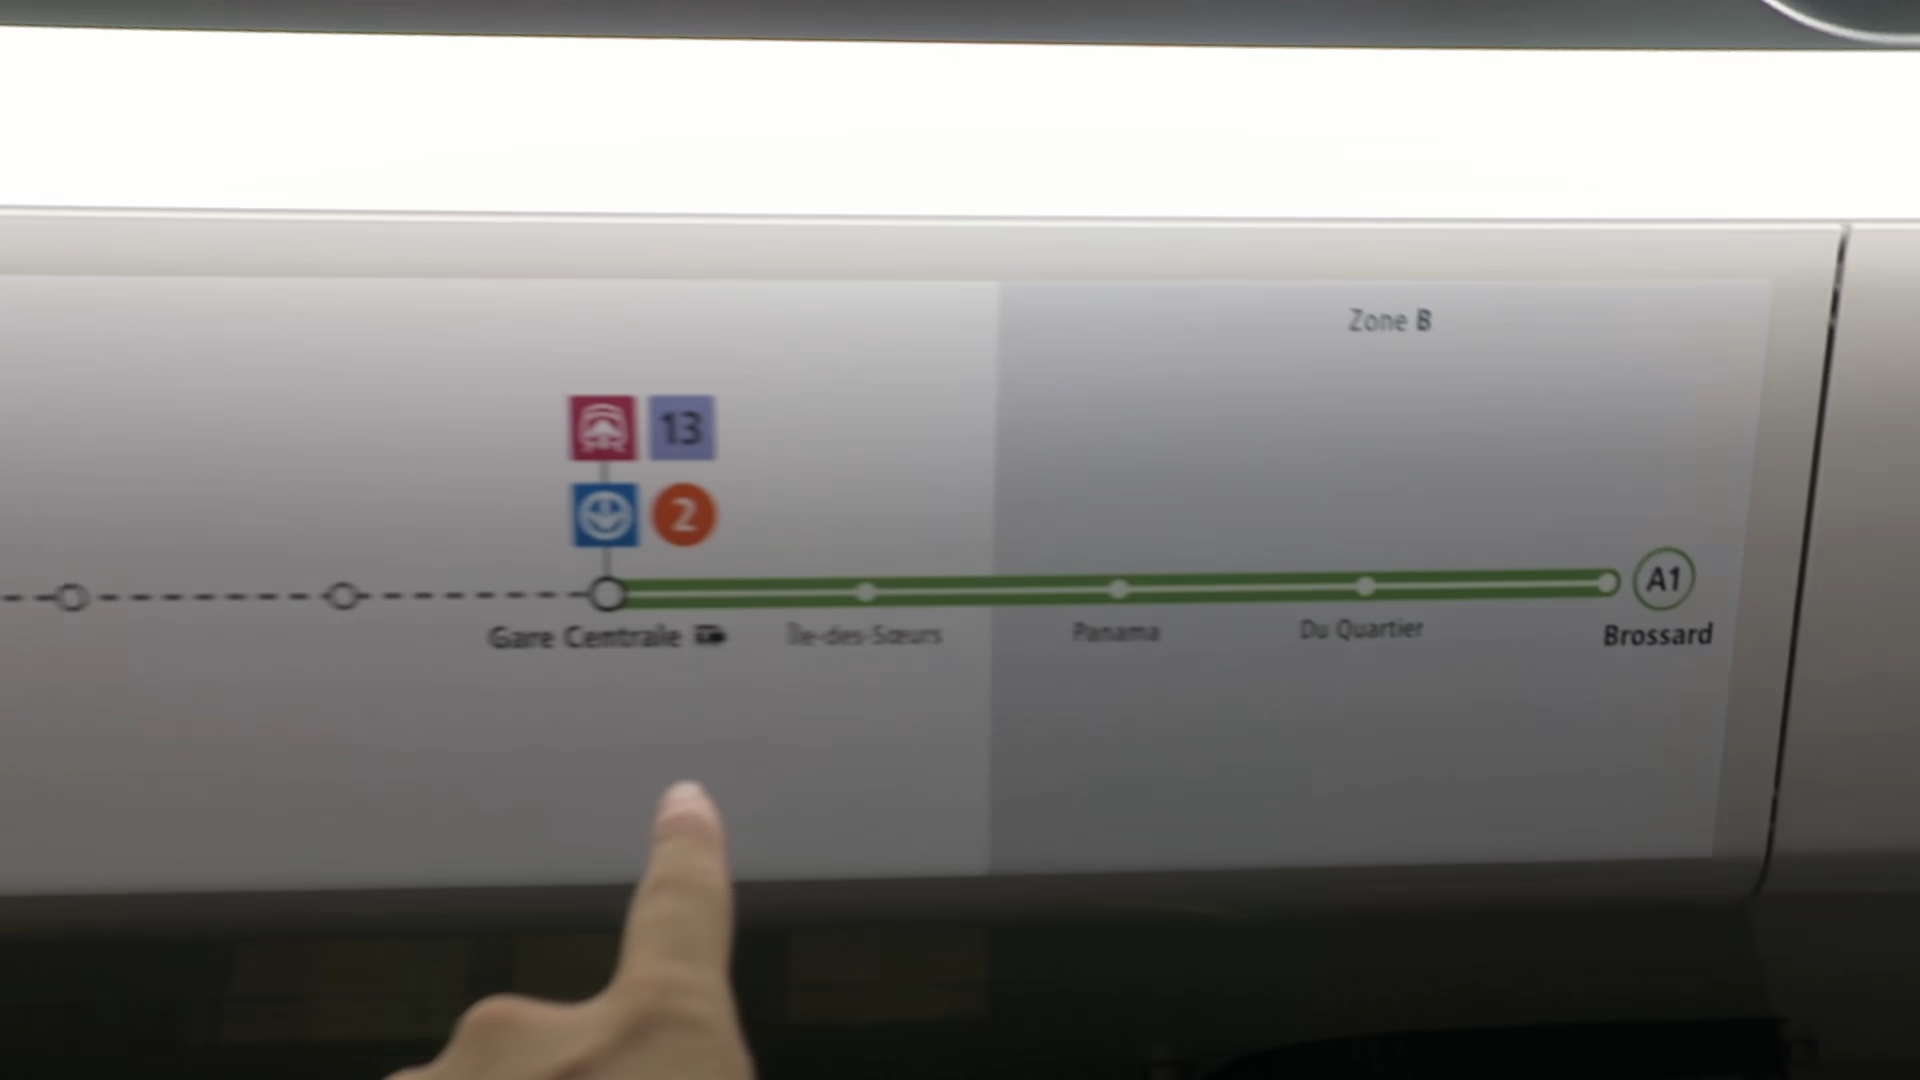 Zone B
13
2
A1
Gare Centrale
Île-des-Sœurs
Panama
Du Quartier
Brossard